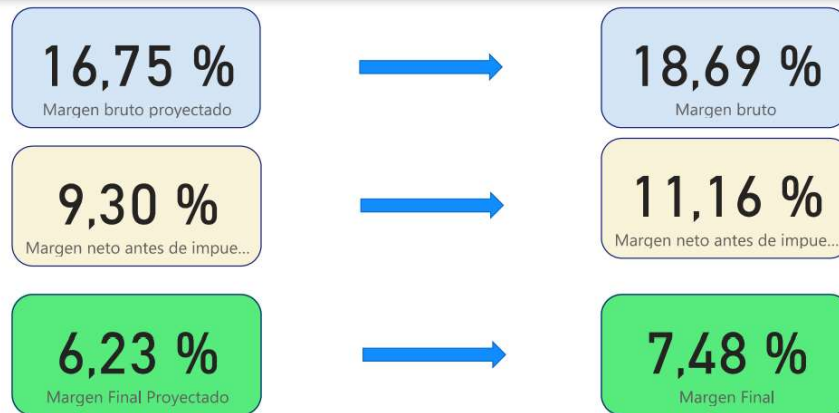 16,75 %
Margen bruto proyectado
18,69 %
Margen bruto
9,30 %
Margen neto antes de impue...
11,16 %
Margen neto antes de impue...
6,23 %
Margen Final Proyectado
7,48 %
Margen Final